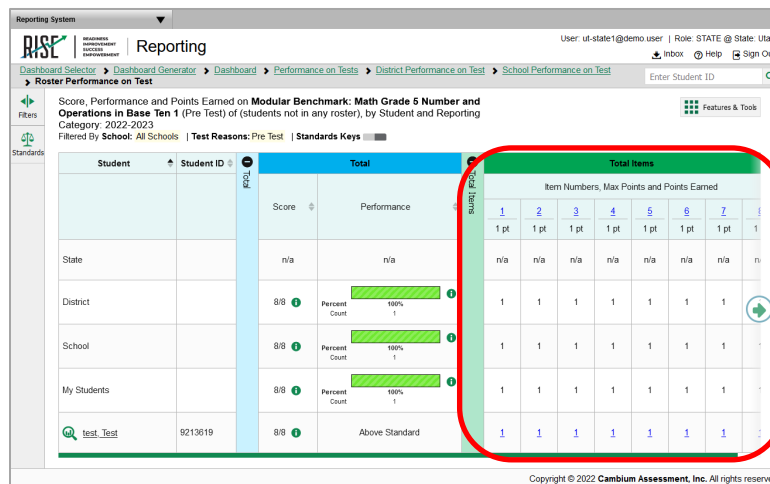 Reporting System
RISE READINESS IMPROVEMENT SUCCESS EMPOWERMENT Reporting
User: ut-state1@demo.user | Role: STATE @ State: Uta
Inbox Help Sign Ou
Dashboard Selector > Dashboard Generator > Dashboard > Performance on Tests > District Performance on Test > School Performance on Test
> Roster Performance on Test
Enter Student ID
Filters
Standards
Score, Performance and Points Earned on Modular Benchmark: Math Grade 5 Number and
Operations in Base Ten 1 (Pre Test) of (students not in any roster), by Student and Reporting
Category: 2022-2023
Filtered By School: All Schools | Test Reasons: Pre Test | Standards Keys
Features & Tools
Student Student ID Total Total Total Items Total Items
Item Numbers, Max Points and Points Earned
Score Performance 1 2 3 4 5 6 7 8
1 pt 1 pt 1 pt 1 pt 1 pt 1 pt 1 pt 1
State n/a n/a n/a n/a n/a n/a n/a n/a n/a n/
District 8/8 Percent 100% Count 1 1 1 1 1 1 1 1
School 8/8 Percent 100% Count 1 1 1 1 1 1 1 1 1
My Students 8/8 Percent 100% Count 1 1 1 1 1 1 1 1 1
test, Test 9213619 8/8 Above Standard 1 1 1 1 1 1 1 1
Copyright © 2022 Cambium Assessment, Inc. All rights reserve